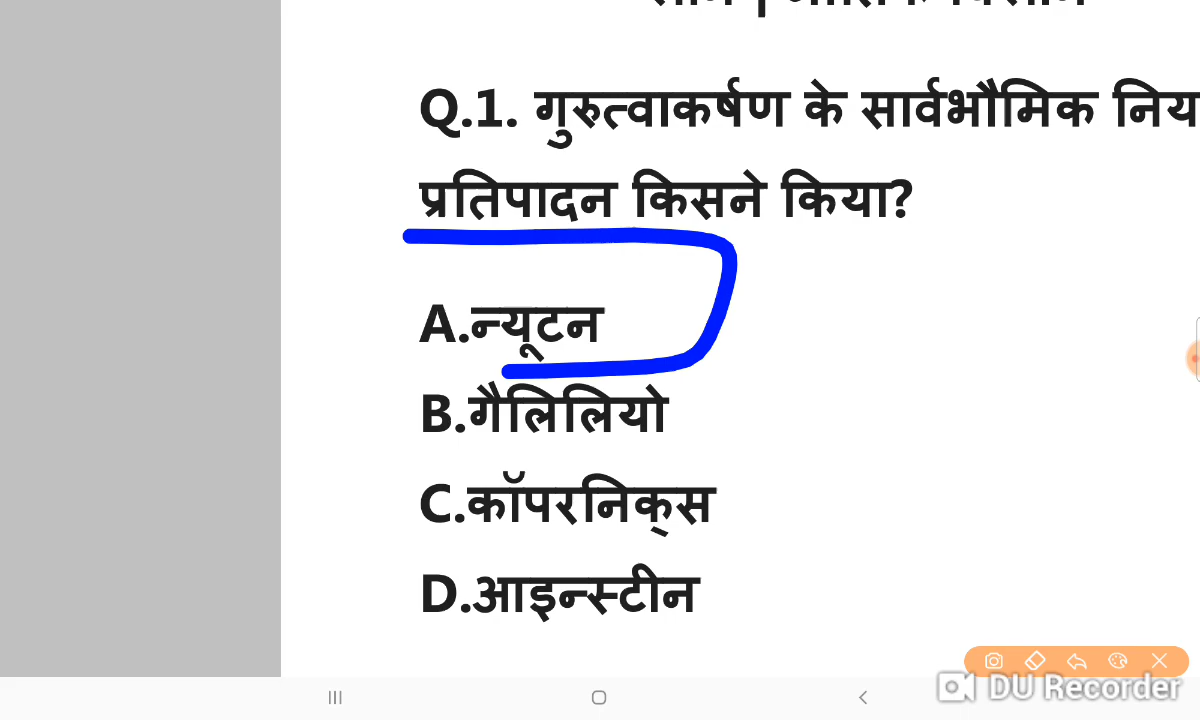 Q.1. गुरुत्वाकर्षण के सार्वभौमिक
प्रतिपादन किसने किया?
A.न्यूटन
B.गैलिलियो
C.कॉपरनिक्स
D.आइन्स्टीन
DU Recorder